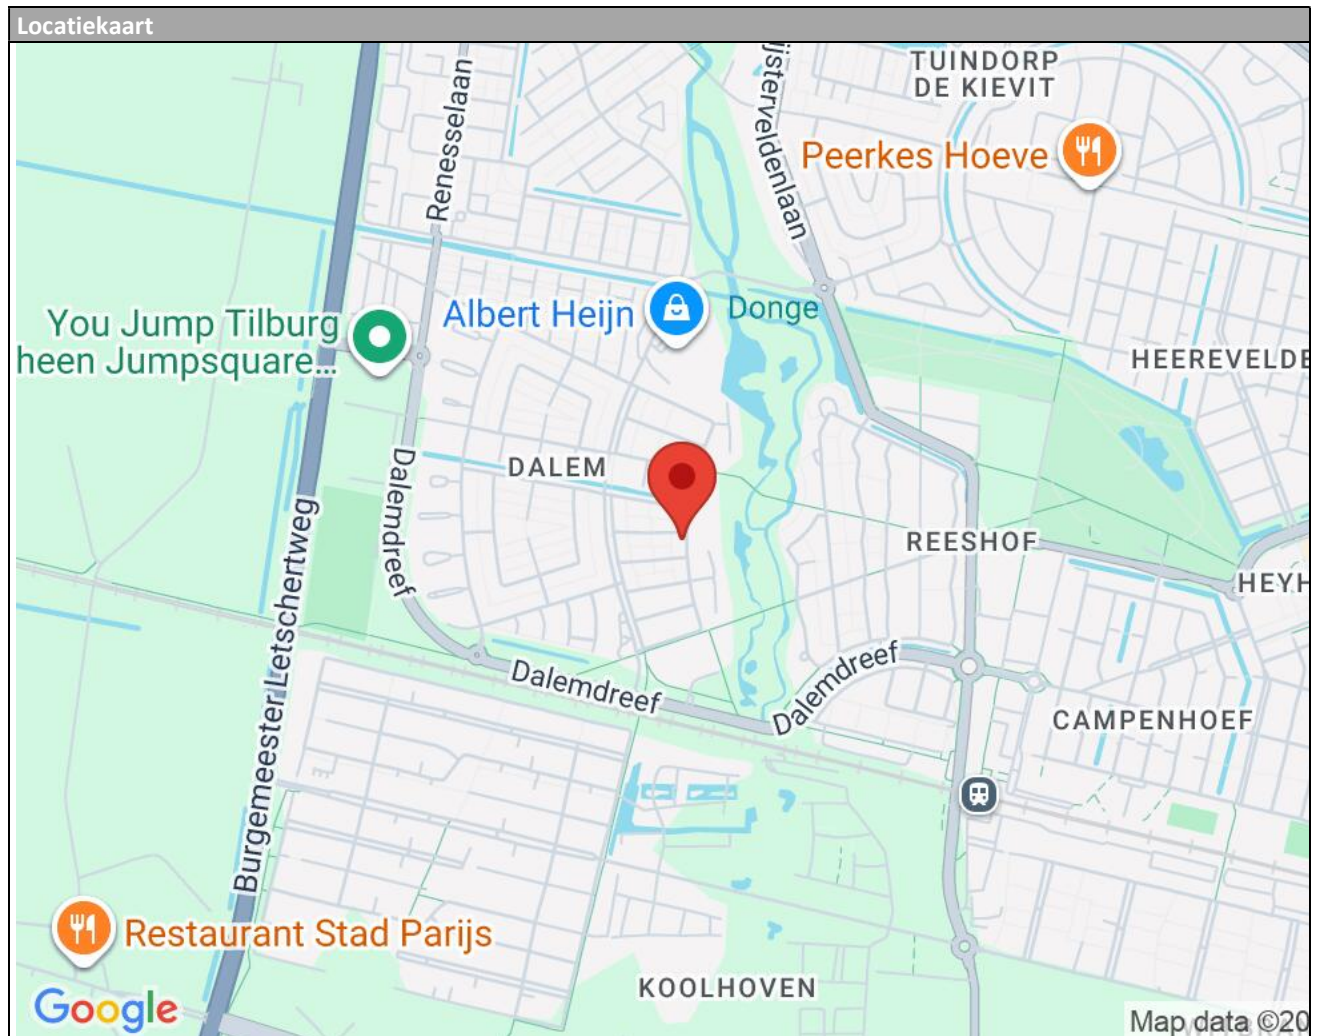 Locatiekaart
TUINDORP
DE KIEVIT
Renesselaan
ijsterveldenlaan
Peerkes Hoeve
Albert Heijn
Donge
You Jump Tilburg
heen Jumpsquare...
HEEREVELDE
DALEM
Dalemdreef
REESHOF
HEYH
Burgemeester Letschertweg
Dalemdreef
Dalemdreef
CAMPENHOEF
Restaurant Stad Parijs
KOOLHOVEN
Google
Map data ©20